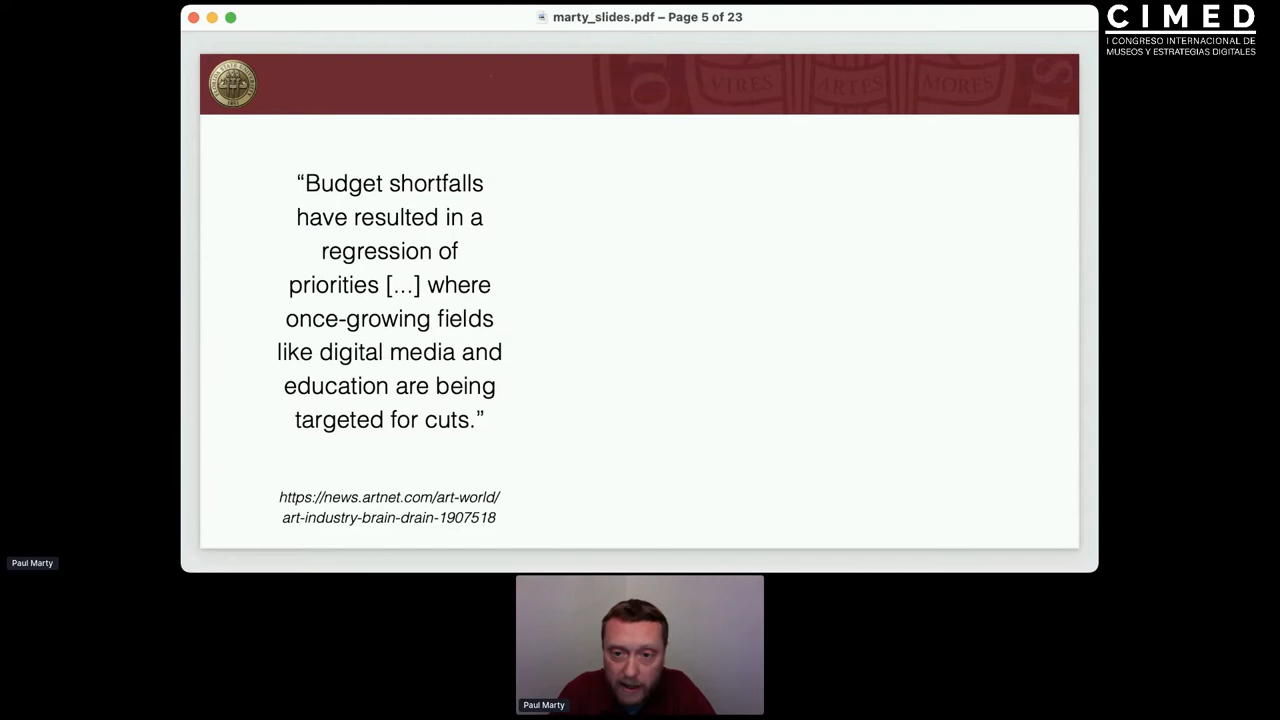 marty_slides.pdf – Page 5 of 23
CIMED
I CONGRESO INTERNACIONAL DE
MUSEOS Y ESTRATEGIAS DIGITALES
VIRES
ARTES
MORES
“Budget shortfalls
have resulted in a
regression of
priorities [...] where
once-growing fields
like digital media and
education are being
targeted for cuts.”
https://news.artnet.com/art-world/
art-industry-brain-drain-1907518
Paul Marty
Paul Marty